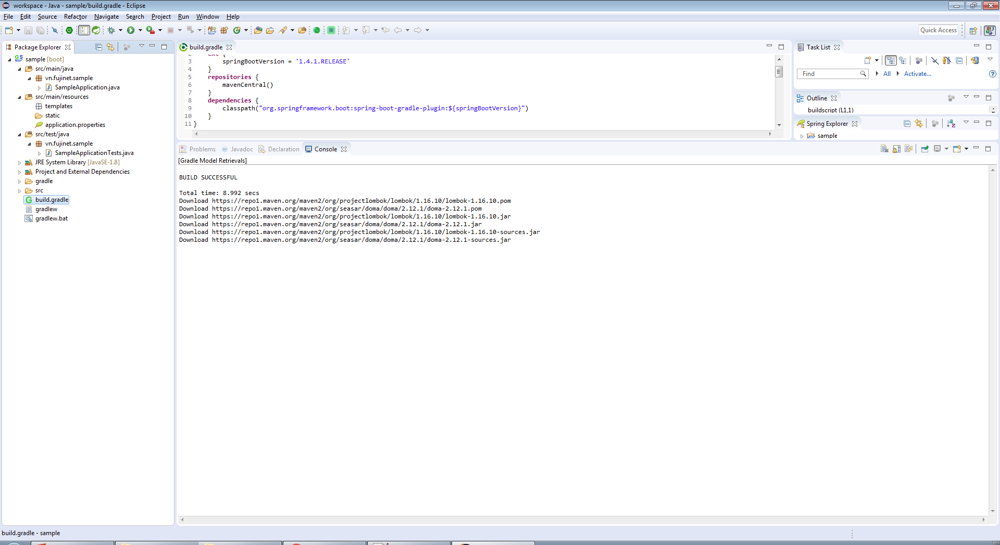 workspace - Java - sample/build.gradle - Eclipse
File Edit Source Refactor Navigate Search Project Run Window Help
Quick Access
Package Explorer
sample [boot]
src/main/java
vn.fujinet.sample
SampleApplication.java
src/main/resources
templates
static
application.properties
src/test/java
vn.fujinet.sample
SampleApplicationTests.java
JRE System Library [JavaSE-1.8]
Project and External Dependencies
gradle
src
build.gradle
gradlew
gradlew.bat
build.gradle
2 ext {
3 springBootVersion = '1.4.1.RELEASE'
4 }
5 repositories {
6 mavenCentral()
7 }
8 dependencies {
9 classpath("org.springframework.boot:spring-boot-gradle-plugin:${springBootVersion}")
10 }
11 }
Task List
Find All Activate...
Outline
buildscript (L1,1)
Spring Explorer
sample
Problems Javadoc Declaration Console
[Gradle Model Retrievals]
BUILD SUCCESSFUL
Total time: 8.992 secs
Download https://repo1.maven.org/maven2/org/projectlombok/lombok/1.16.10/lombok-1.16.10.pom
Download https://repo1.maven.org/maven2/org/seasar/doma/doma/2.12.1/doma-2.12.1.pom
Download https://repo1.maven.org/maven2/org/projectlombok/lombok/1.16.10/lombok-1.16.10.jar
Download https://repo1.maven.org/maven2/org/seasar/doma/doma/2.12.1/doma-2.12.1.jar
Download https://repo1.maven.org/maven2/org/projectlombok/lombok/1.16.10/lombok-1.16.10-sources.jar
Download https://repo1.maven.org/maven2/org/seasar/doma/doma/2.12.1/doma-2.12.1-sources.jar
build.gradle - sample